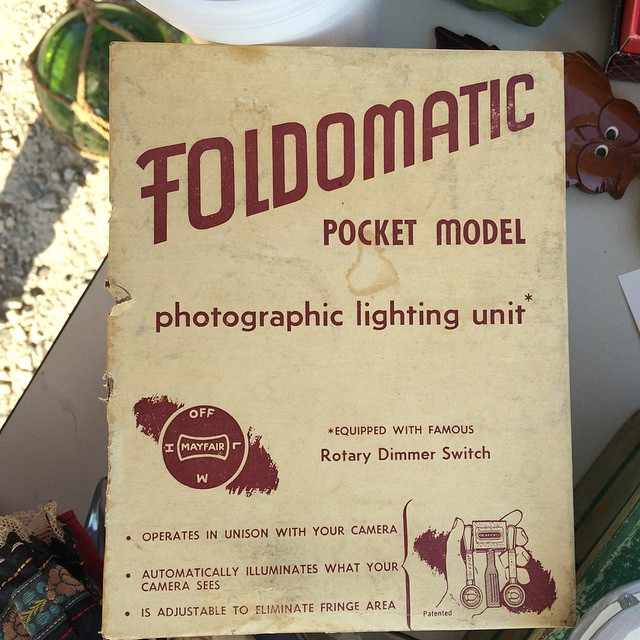 FOLDOMATIC
POCKET MODEL
photographic lighting unit*
OFF
H MAYFAIR L
M
*EQUIPPED WITH FAMOUS
Rotary Dimmer Switch
• OPERATES IN UNISON WITH YOUR CAMERA
• AUTOMATICALLY ILLUMINATES WHAT YOUR
CAMERA SEES
• IS ADJUSTABLE TO ELIMINATE FRINGE AREA
Patented